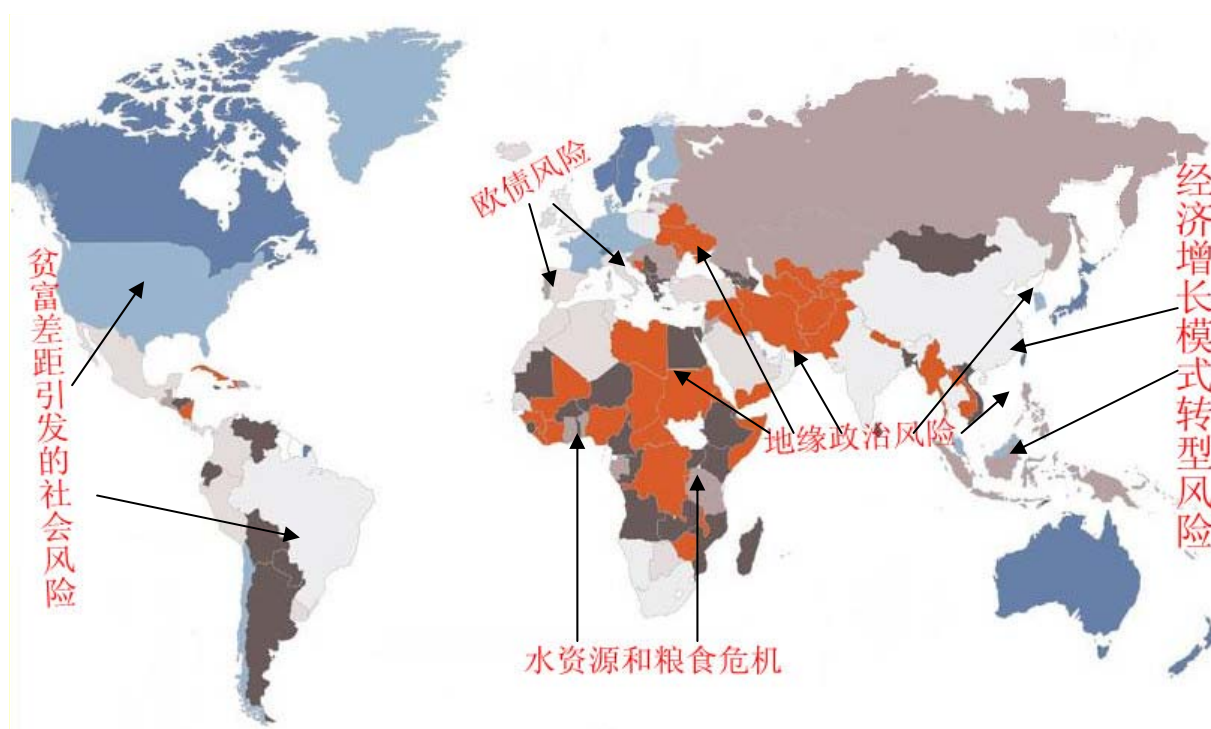 欧债风险
贫富差距引发的社会风险
地缘政治风险
经济增长模式转型风险
水资源和粮食危机